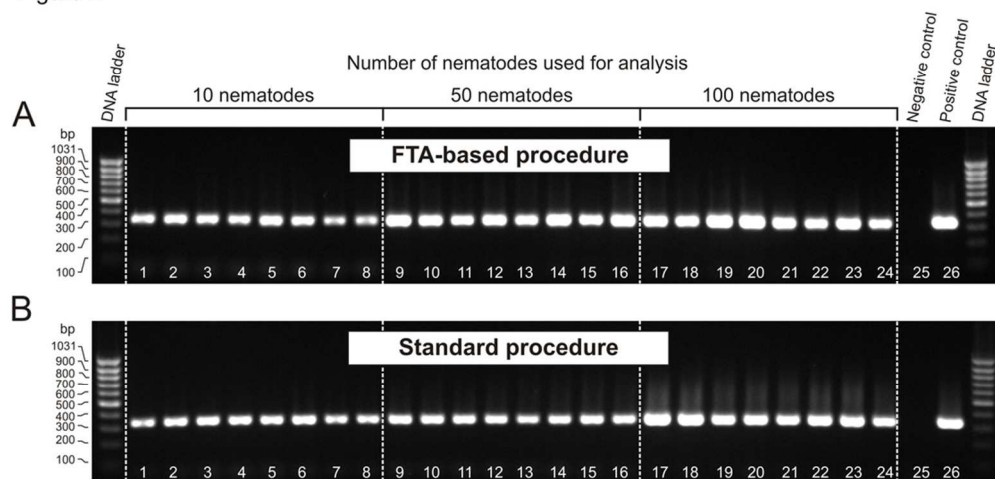 Number of nematodes used for analysis
DNA ladder
10 nematodes
50 nematodes
100 nematodes
Negative control
Positive control
DNA ladder
A
bp
FTA-based procedure
1031
900
800
700
600
500
400
300
200
100
1 2 3 4 5 6 7 8 9 10 11 12 13 14 15 16 17 18 19 20 21 22 23 24 25 26
B
bp
Standard procedure
1031
900
800
700
600
500
400
300
200
100
1 2 3 4 5 6 7 8 9 10 11 12 13 14 15 16 17 18 19 20 21 22 23 24 25 26